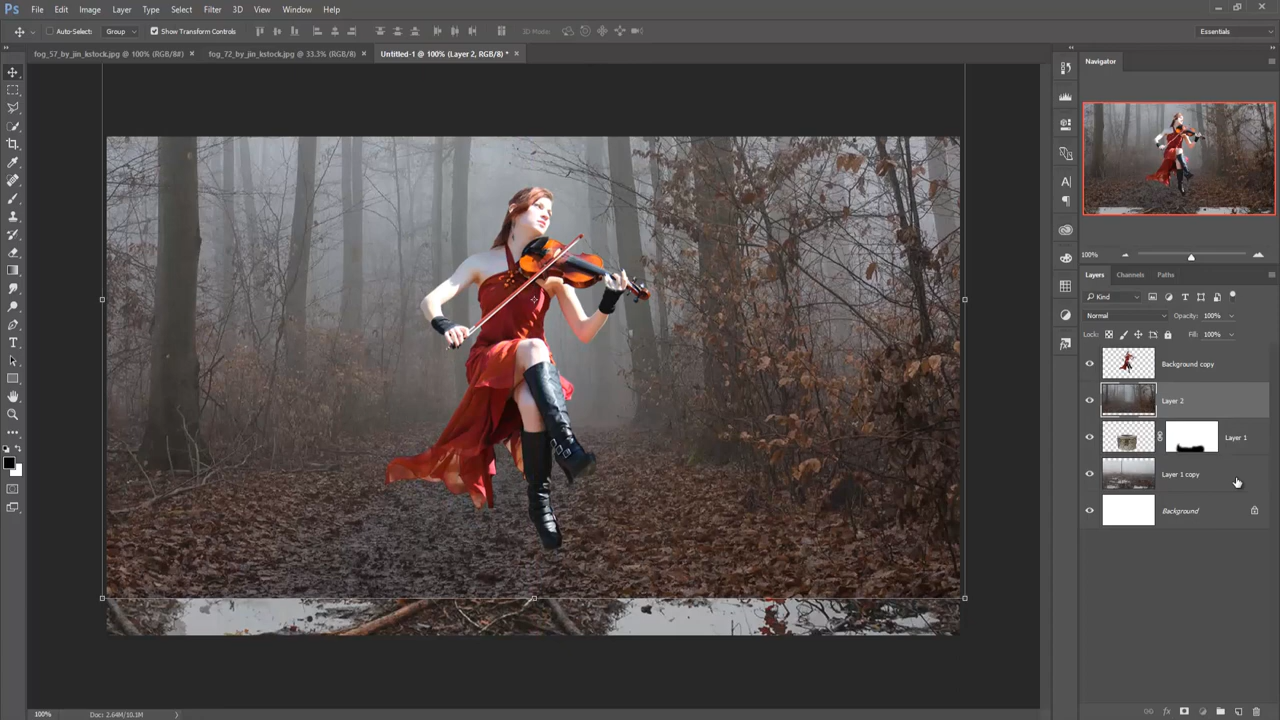 Ps File Edit Image Layer Type Select Filter 3D View Window Help
Auto-Select: Group Show Transform Controls 3D Mode: Essentials
fog_57_by_jin_kstock.jpg @ 100% (RGB/8#) × fog_72_by_jin_kstock.jpg @ 33.3% (RGB/8) × Untitled-1 @ 100% (Layer 2, RGB/8) * ×
Navigator
100%
Layers Channels Paths
Kind
Normal Opacity: 100%
Lock: Fill: 100%
Background copy
Layer 2
Layer 1
Layer 1 copy
Background
100% Doc: 2.64M/10.1M